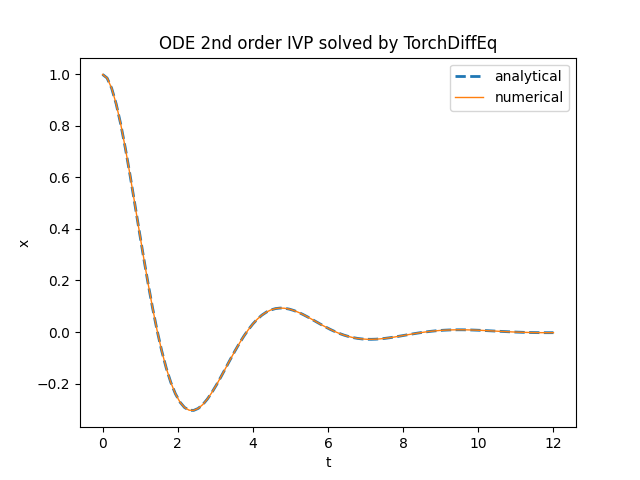 ODE 2nd order IVP solved by TorchDiffEq
analytical
numerical
1.0
0.8
0.6
0.4
0.2
0.0
−0.2
x
0 2 4 6 8 10 12
t